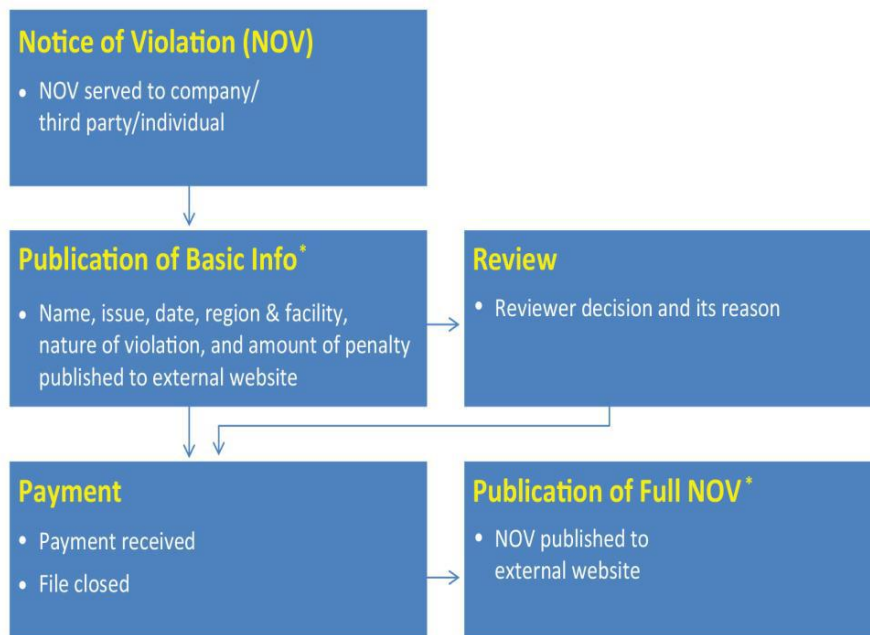 Notice of Violation (NOV)
• NOV served to company/
third party/individual
Publication of Basic Info*
• Name, issue, date, region & facility,
nature of violation, and amount of penalty
published to external website
Review
• Reviewer decision and its reason
Payment
• Payment received
• File closed
Publication of Full NOV*
• NOV published to
external website